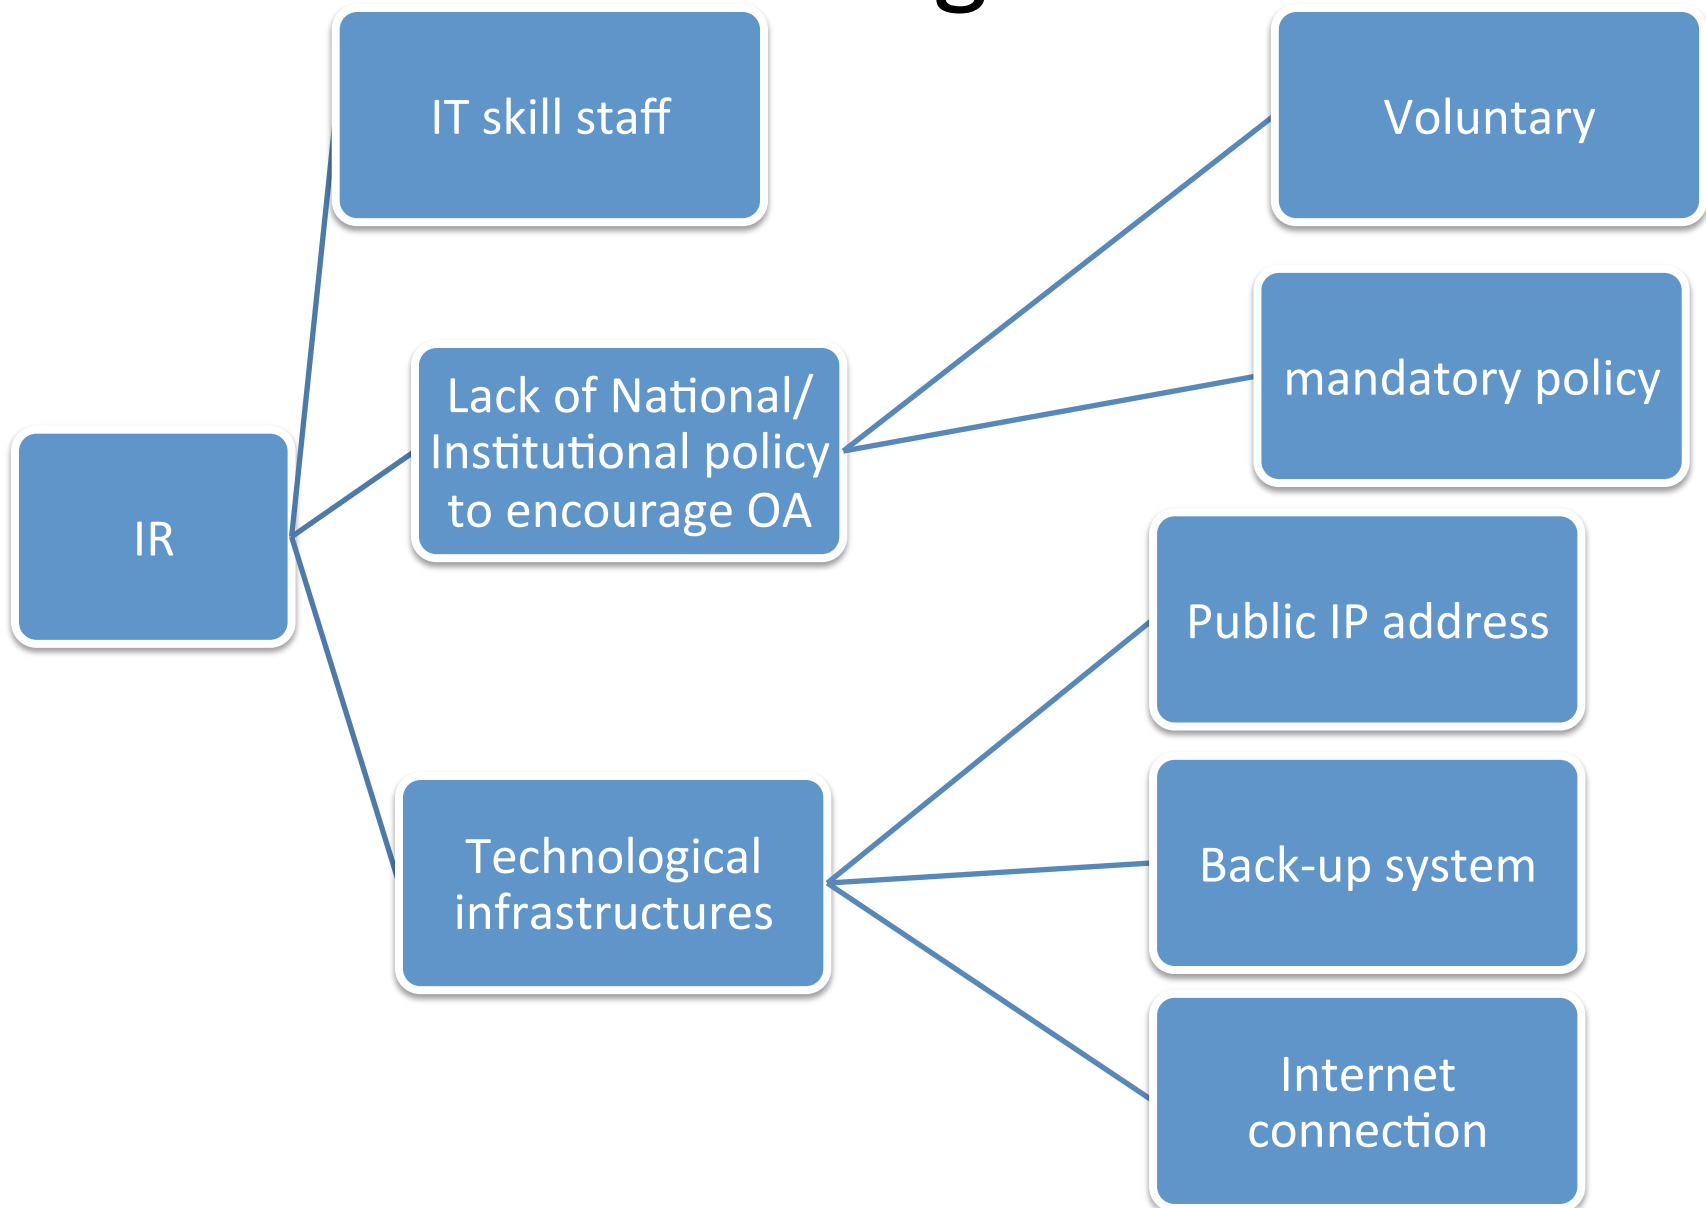 IT skill staff
Voluntary
mandatory policy
Lack of National/
Institutional policy
to encourage OA
IR
Public IP address
Technological
infrastructures
Back-up system
Internet
connection